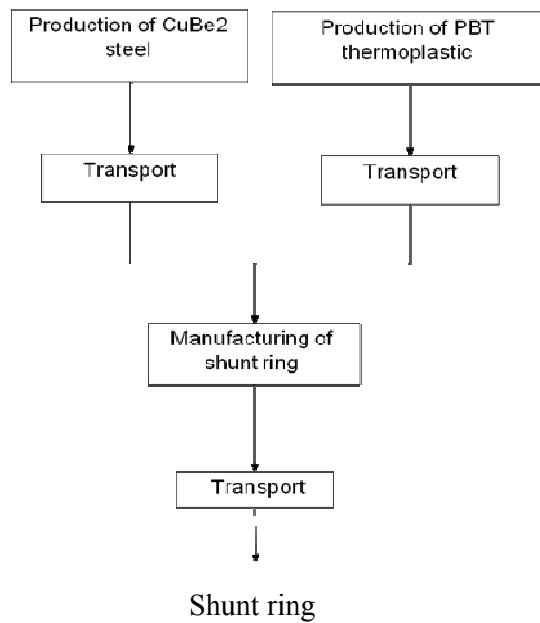 Production of CuBe2
steel
Production of PBT
thermoplastic
Transport
Transport
Manufacturing of
shunt ring
Transport
Shunt ring